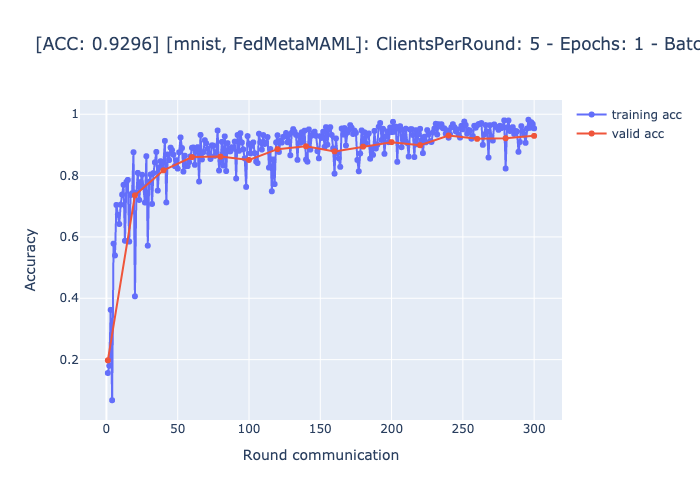 [ACC: 0.9296] [mnist, FedMetaMAML]: ClientsPerRound: 5 - Epochs: 1 - Batc
1
0.8
0.6
0.4
0.2
0
50
100
150
200
250
300
Accuracy
Round communication
training acc
valid acc